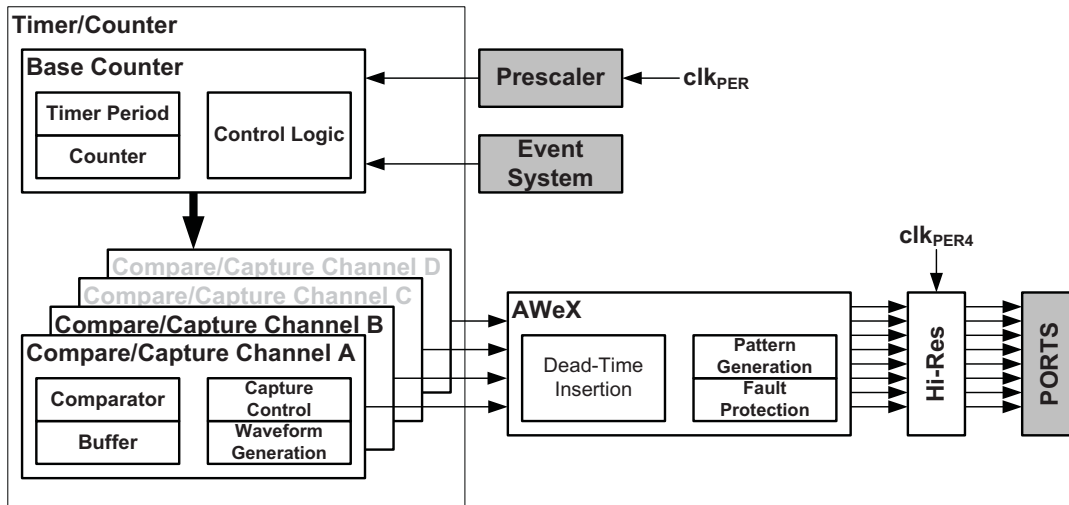 Timer/Counter
Base Counter
Timer Period
Counter
Control Logic
Prescaler
clkPER
Event
System
Compare/Capture Channel D
Compare/Capture Channel C
Compare/Capture Channel B
Compare/Capture Channel A
Comparator
Buffer
Capture
Control
Waveform
Generation
AWeX
Dead-Time
Insertion
Pattern
Generation
Fault
Protection
clkPER4
Hi-Res
PORTS